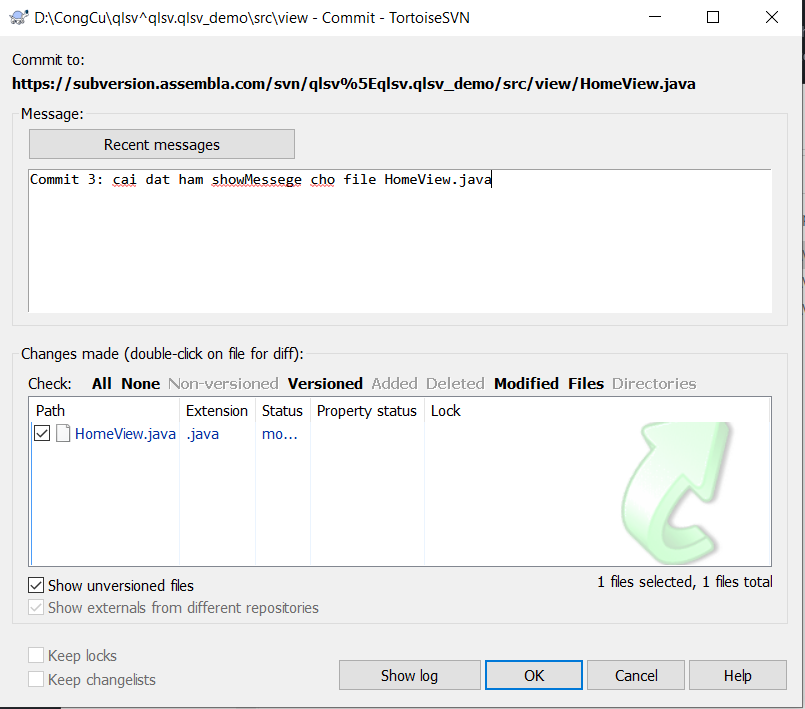 D:\CongCu\qlsv^qlsv.qlsv_demo\src\view - Commit - TortoiseSVN
Commit to:
https://subversion.assembla.com/svn/qlsv%5Eqlsv.qlsv_demo/src/view/HomeView.java
Message:
Recent messages
Commit 3: cai dat ham showMessege cho file HomeView.java
Changes made (double-click on file for diff):
Check: All None Non-versioned Versioned Added Deleted Modified Files Directories
Path Extension Status Property status Lock
HomeView.java .java mo...
Show unversioned files
1 files selected, 1 files total
Show externals from different repositories
Keep locks
Keep changelists
Show log OK Cancel Help